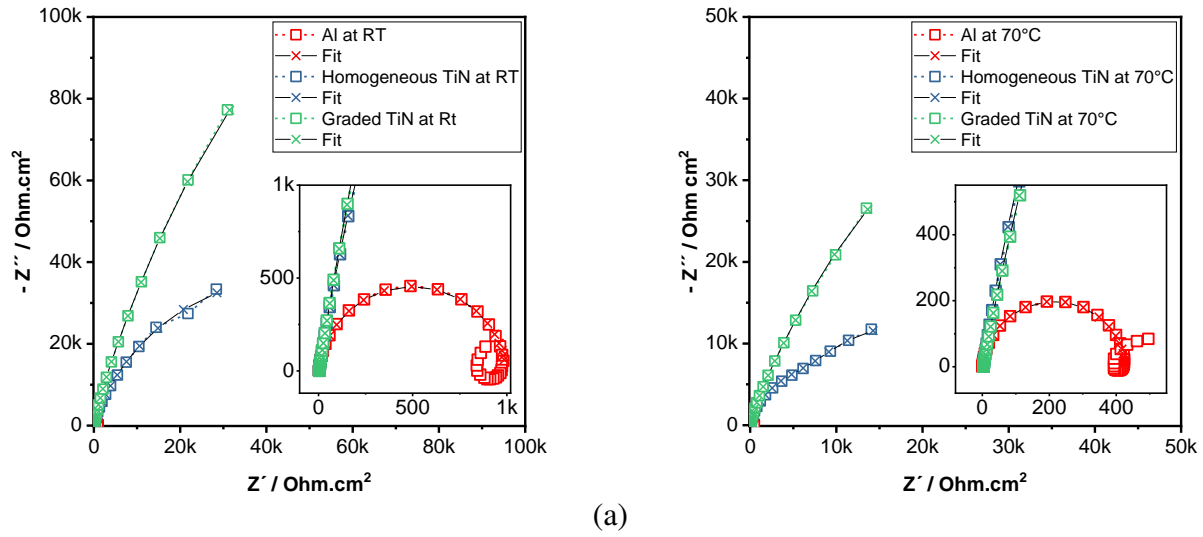 100k
80k
60k
40k
20k
0
- Z´´ / Ohm.cm²
0 20k 40k 60k 80k 100k
Z´ / Ohm.cm²
Al at RT
Fit
Homogeneous TiN at RT
Fit
Graded TiN at Rt
Fit
1k
500
0
0 500 1k
50k
40k
30k
20k
10k
0
- Z´´ / Ohm cm²
0 10k 20k 30k 40k 50k
Z´ / Ohm.cm²
Al at 70°C
Fit
Homogeneous TiN at 70°C
Fit
Graded TiN at 70°C
Fit
400
200
0
0 200 400
(a)